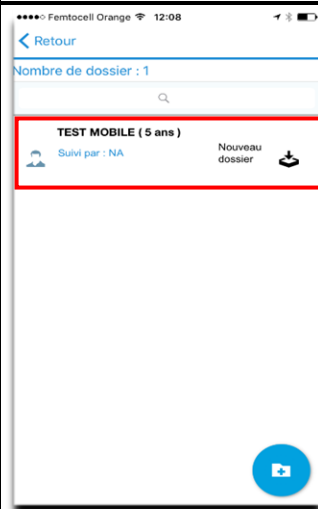 Femtocell Orange 12:08
Retour
Nombre de dossier : 1
TEST MOBILE ( 5 ans )
Suivi par : NA
Nouveau
dossier